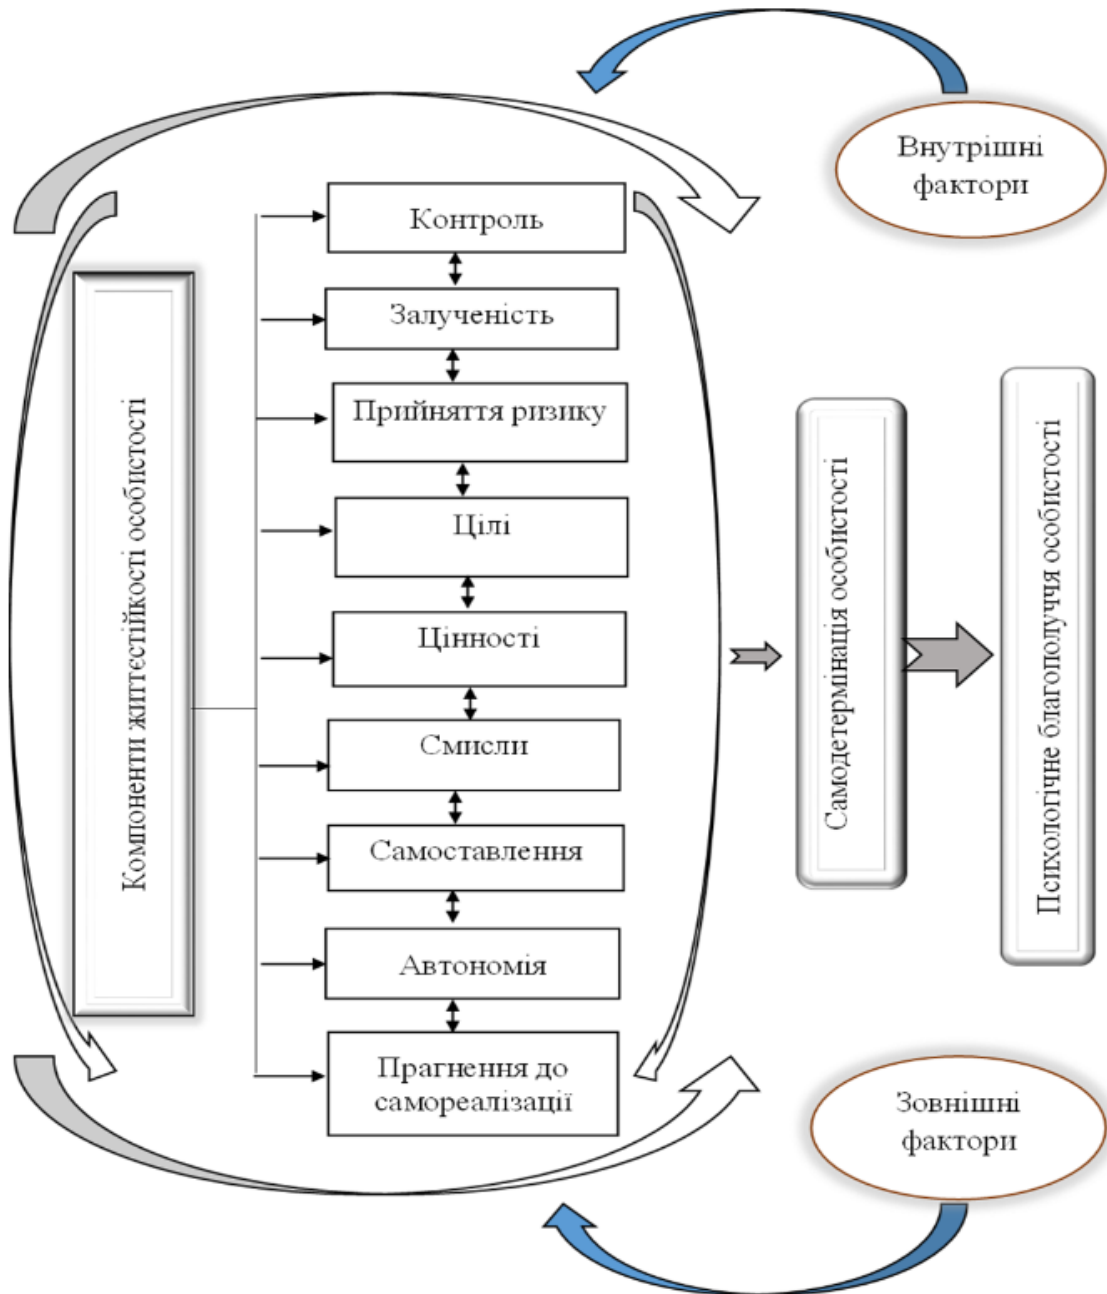 Внутрішні
фактори
Контроль
Залученість
Прийняття ризику
Цілі
Цінності
Смисли
Самоставлення
Автономія
Прагнення до
самореалізації
Компоненти життєстійкості особистості
Самодетермінація особистості
Психологічне благополуччя особистості
Зовнішні
фактори